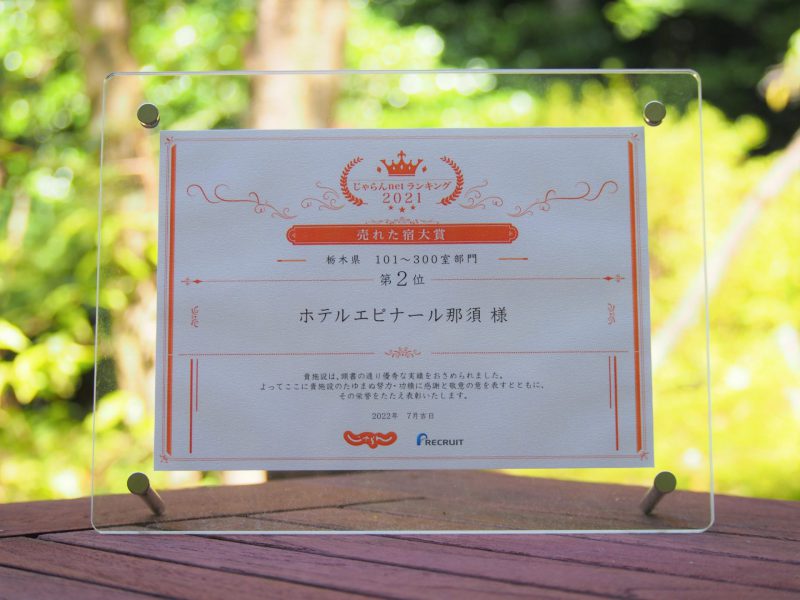 じゃらんnetランキング
2021
売れた宿大賞
栃木県 101～300室部門
第2位
ホテルエピナール那須 様
貴施設は、頭書の通り優秀な実績をおさめられました。
よってここに貴施設のたゆまぬ努力・功績に感謝と敬意の意を表すとともに、
その栄誉をたたえ表彰いたします。
2022年 7月吉日
じゃらん
RECRUIT